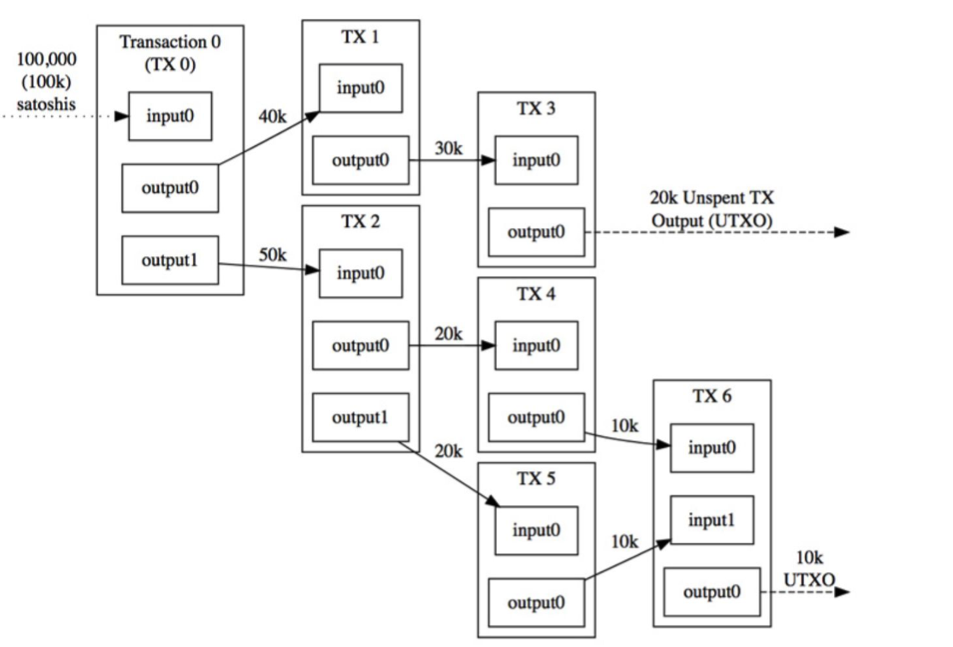 100,000
(100k)
satoshis
Transaction 0
(TX 0)
input0
output0
output1
40k
50k
TX 1
input0
output0
30k
TX 2
input0
output0
output1
20k
20k
TX 3
input0
output0
20k Unspent TX
Output (UTXO)
TX 4
input0
output0
10k
TX 5
input0
output0
10k
TX 6
input0
input1
output0
10k
UTXO